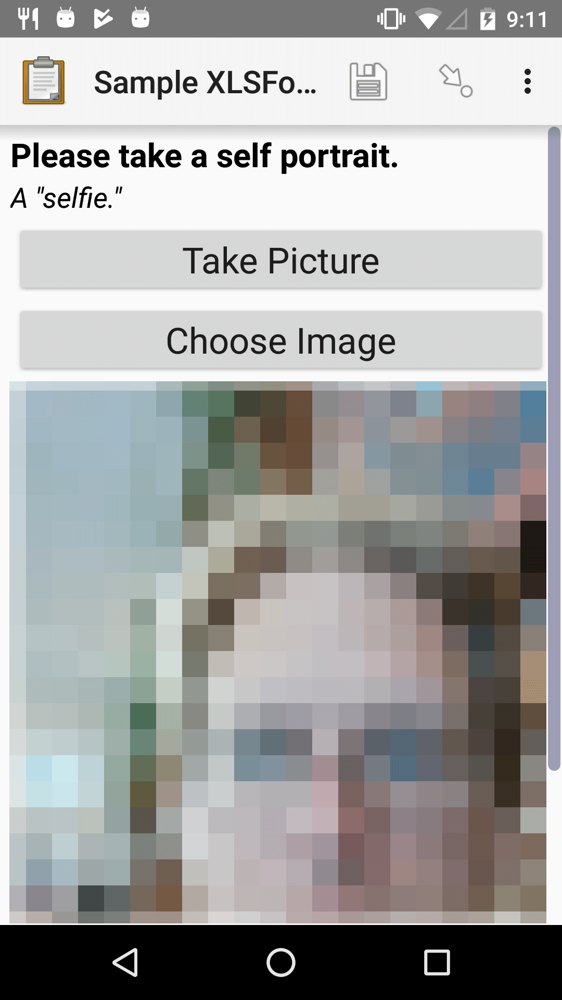 9:11
Sample XLSFo...
Please take a self portrait.
A "selfie."
Take Picture
Choose Image